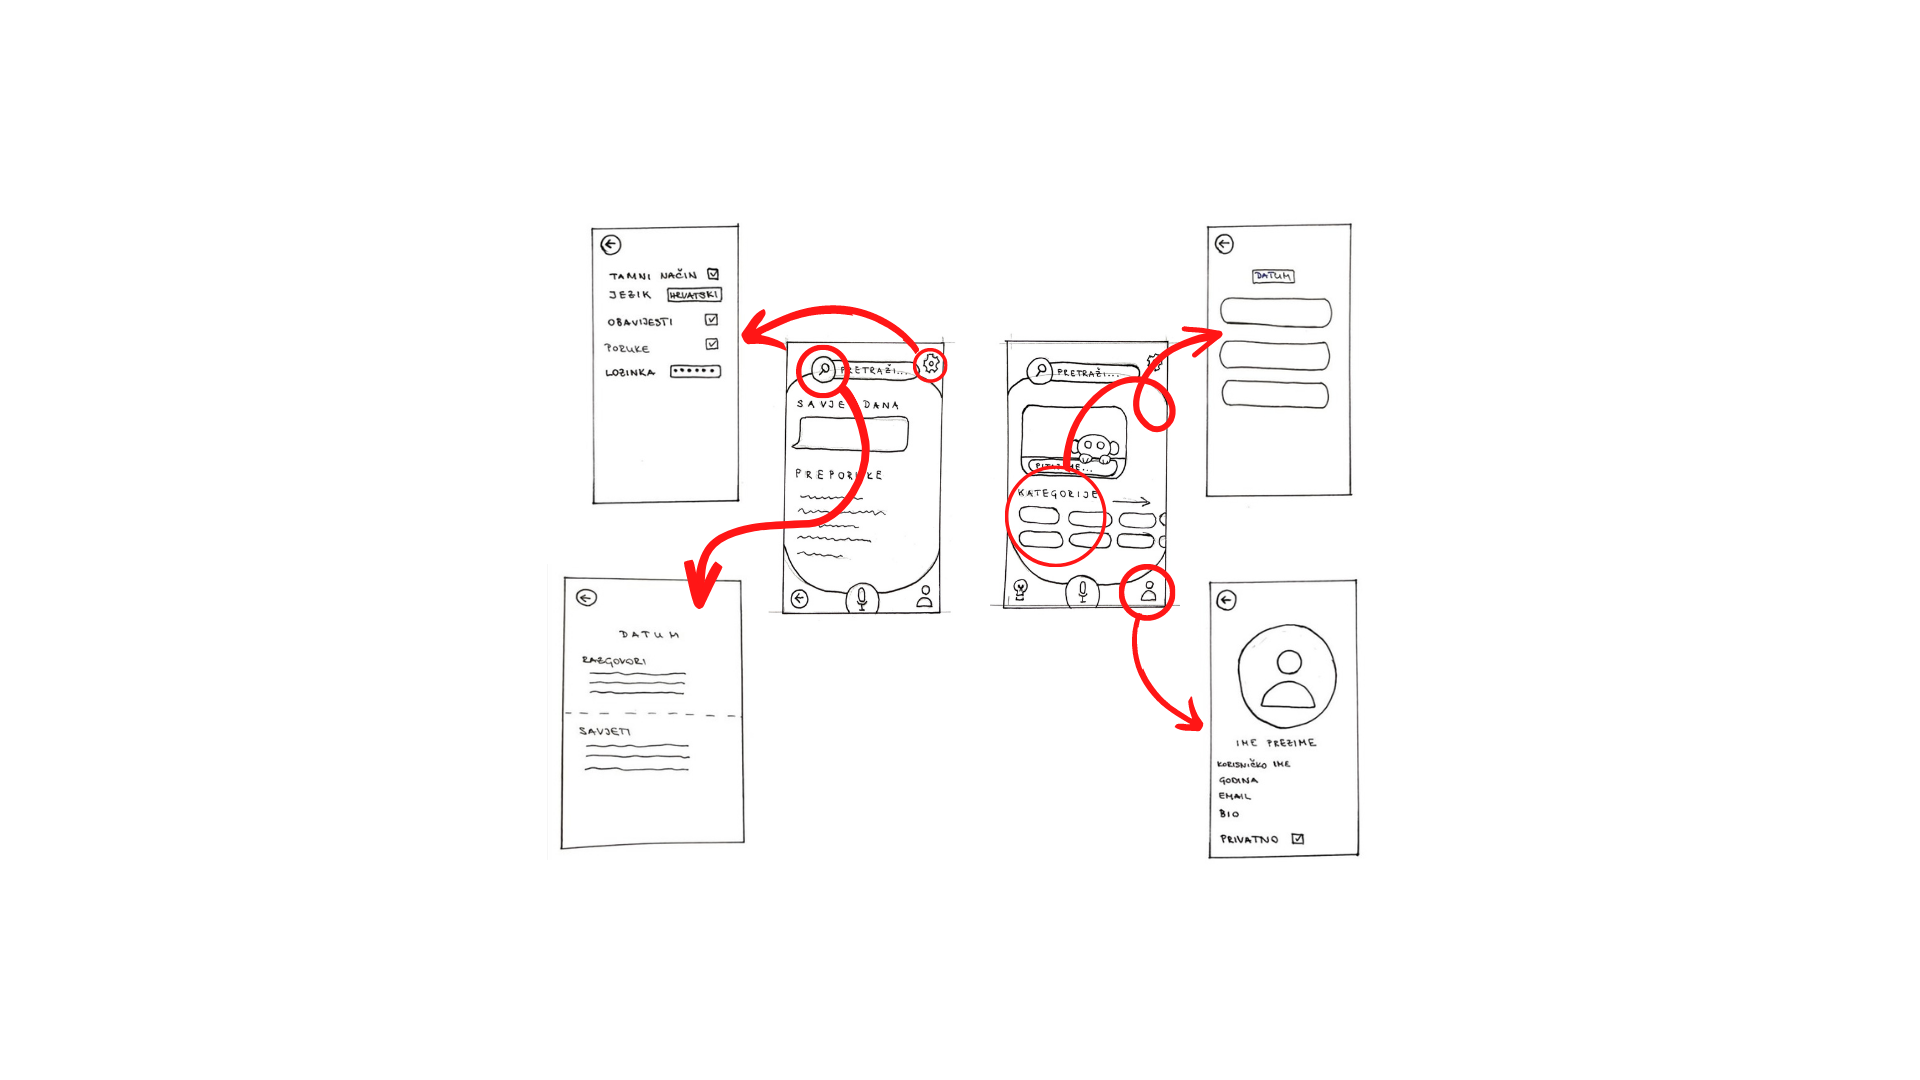 TAMNI NAČIN
JEZIK HRVATSKI
OBAVIJESTI
PORUKE
LOZINKA
DATUM
RAZGOVORI
SAVJETI
PRETRAŽI...
SAVJE DANA
PREPORUKE
PRETRAŽI...
KATEGORIJE
DATUM
IME PREZIME
KORISNIČKO IME
GODINA
EMAIL
BIO
PRIVATNO